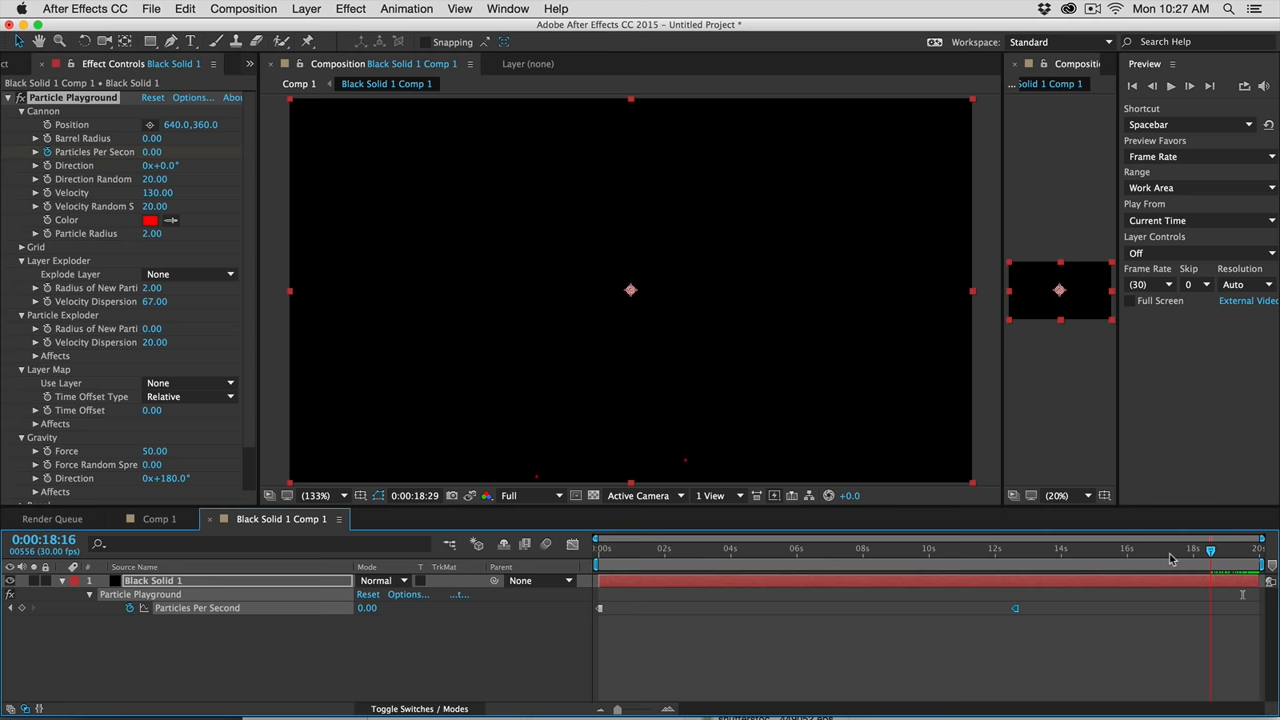 After Effects CC File Edit Composition Layer Effect Animation View Window Help Mon 10:27 AM
Adobe After Effects CC 2015 - Untitled Project *
Snapping Workspace: Standard Search Help
ct Effect Controls Black Solid 1 Composition Black Solid 1 Comp 1 Layer (none) Compositi Preview
Black Solid 1 Comp 1 • Black Solid 1 Comp 1 Black Solid 1 Comp 1 ... Solid 1 Comp 1
fx Particle Playground Reset Options... Abou
Cannon
Position 640.0,360.0
Barrel Radius 0.00
Particles Per Secon 0.00
Direction 0x+0.0°
Direction Random 20.00
Velocity 130.00
Velocity Random S 20.00
Color
Particle Radius 2.00
Grid
Layer Exploder
Explode Layer None
Radius of New Parti 2.00
Velocity Dispersion 67.00
Particle Exploder
Radius of New Parti 0.00
Velocity Dispersion 20.00
Affects
Layer Map
Use Layer None
Time Offset Type Relative
Time Offset 0.00
Affects
Gravity
Force 50.00
Force Random Spre 0.00
Direction 0x+180.0°
Affects
Shortcut
Spacebar
Preview Favors
Frame Rate
Range
Work Area
Play From
Current Time
Layer Controls
Off
Frame Rate Skip Resolution
(30) 0 Auto
Full Screen External Video
(133%) 0:00:18:29 Full Active Camera 1 View +0.0 (20%)
Render Queue Comp 1 Black Solid 1 Comp 1
0:00:18:16
00556 (30.00 fps)
:00s 02s 04s 06s 08s 10s 12s 14s 16s 18s 20s
# Source Name Mode T TrkMat Parent
1 Black Solid 1 Normal None
fx Particle Playground Reset Options... ...t...
Particles Per Second 0.00
Toggle Switches / Modes